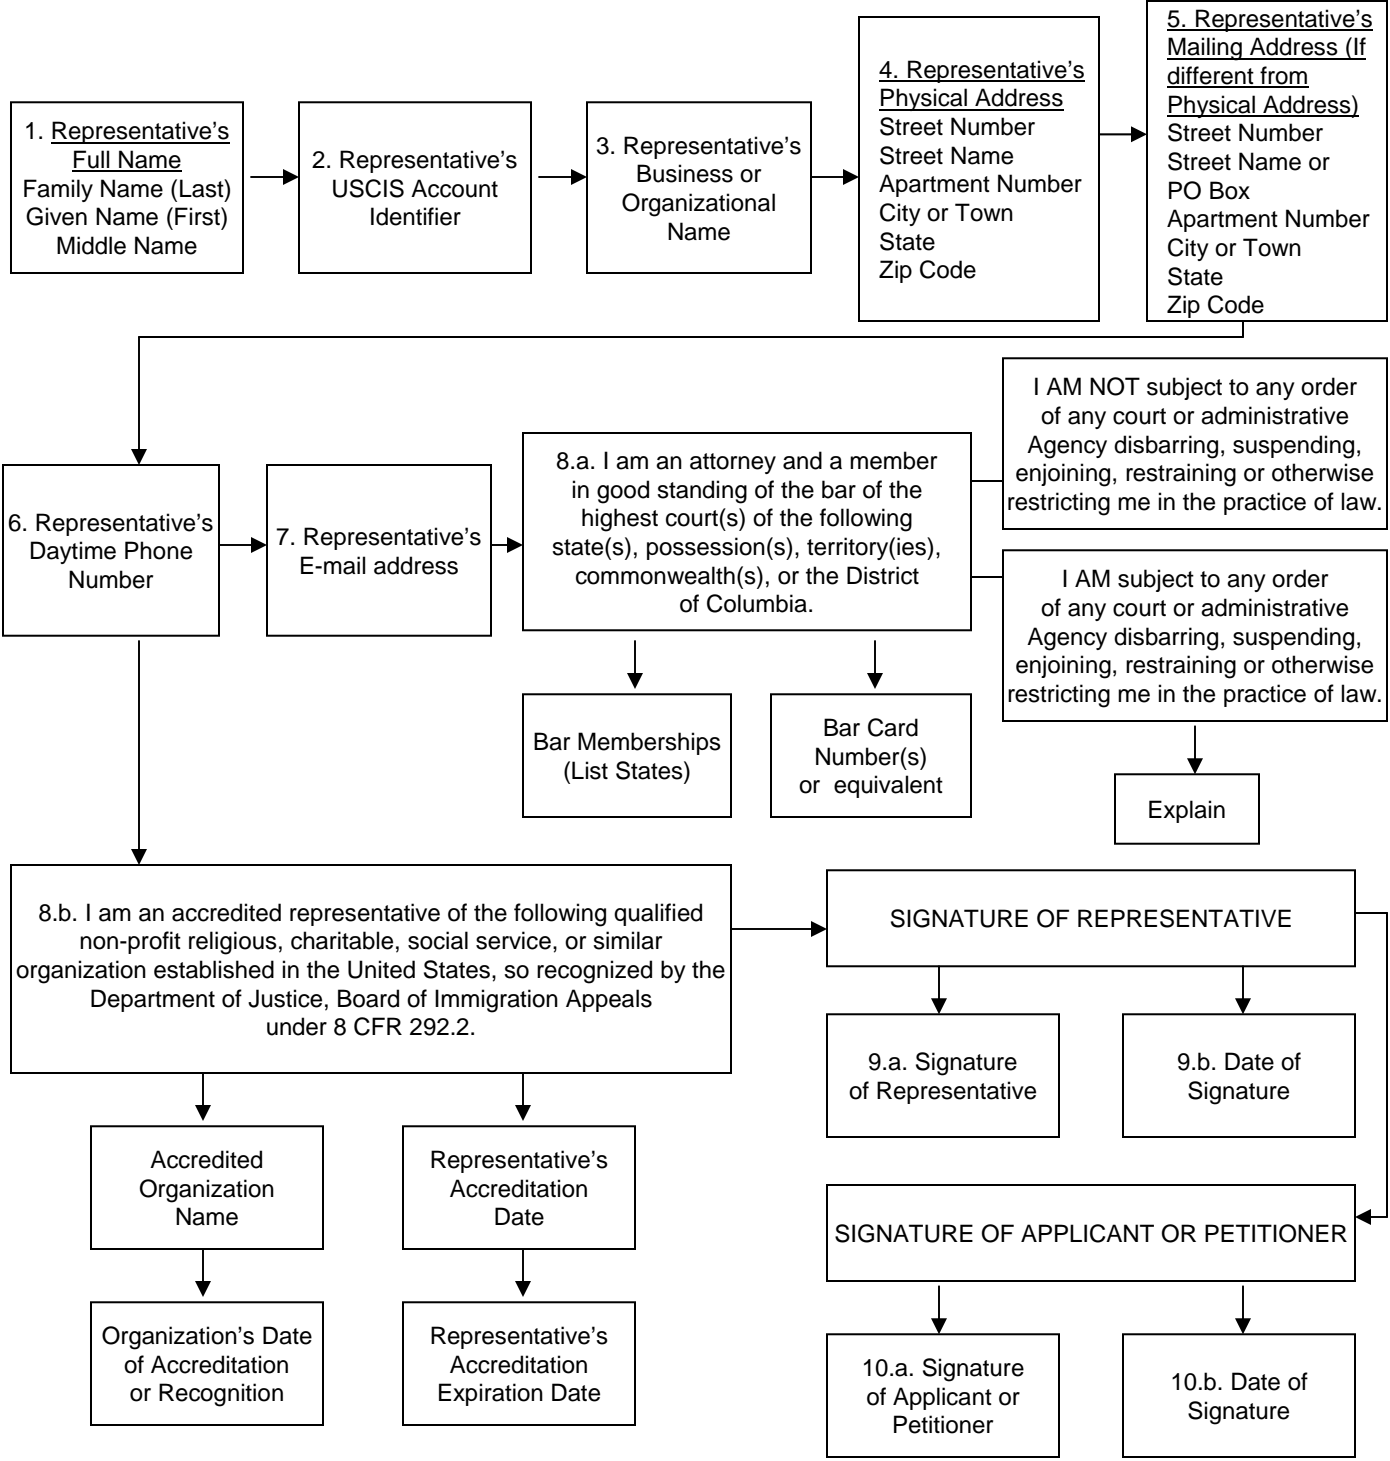 1. Representative's
Full Name
Family Name (Last)
Given Name (First)
Middle Name
2. Representative's
USCIS Account
Identifier
3. Representative's
Business or
Organizational
Name
4. Representative's
Physical Address
Street Number
Street Name
Apartment Number
City or Town
State
Zip Code
5. Representative's
Mailing Address (If
different from
Physical Address)
Street Number
Street Name or
PO Box
Apartment Number
City or Town
State
Zip Code
6. Representative's
Daytime Phone
Number
7. Representative's
E-mail address
8.a. I am an attorney and a member
in good standing of the bar of the
highest court(s) of the following
state(s), possession(s), territory(ies),
commonwealth(s), or the District
of Columbia.
I AM NOT subject to any order
of any court or administrative
Agency disbarring, suspending,
enjoining, restraining or otherwise
restricting me in the practice of law.
I AM subject to any order
of any court or administrative
Agency disbarring, suspending,
enjoining, restraining or otherwise
restricting me in the practice of law.
Bar Memberships
(List States)
Bar Card
Number(s)
or equivalent
Explain
8.b. I am an accredited representative of the following qualified
non-profit religious, charitable, social service, or similar
organization established in the United States, so recognized by the
Department of Justice, Board of Immigration Appeals
under 8 CFR 292.2.
Accredited
Organization
Name
Representative's
Accreditation
Date
Organization's Date
of Accreditation
or Recognition
Representative's
Accreditation
Expiration Date
SIGNATURE OF REPRESENTATIVE
9.a. Signature
of Representative
9.b. Date of
Signature
SIGNATURE OF APPLICANT OR PETITIONER
10.a. Signature
of Applicant or
Petitioner
10.b. Date of
Signature